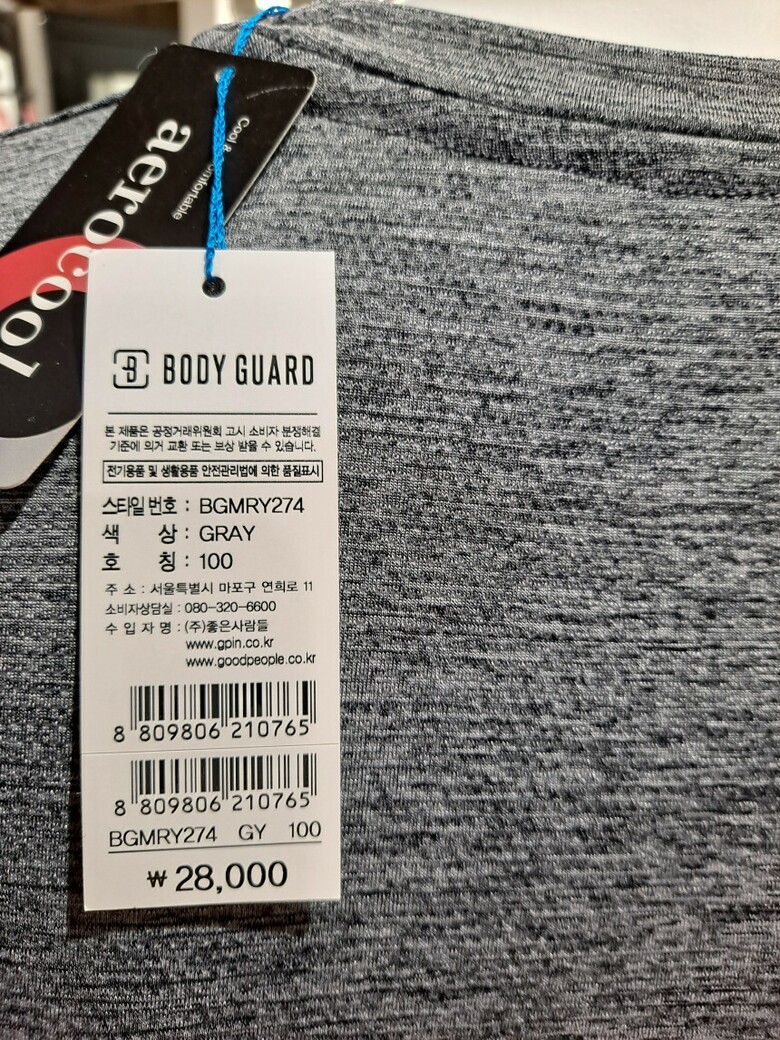 Cool & Comfortable
aerocool
BODY GUARD
본 제품은 공정거래위원회 고시 소비자 분쟁해결
기준에 의거 교환 또는 보상 받을 수 있습니다.
전기용품 및 생활용품 안전관리법에 의한 품질표시
스타일 번호 : BGMRY274
색 상 : GRAY
호 칭 : 100
주 소 : 서울특별시 마포구 연희로 11
소비자상담실 : 080-320-6600
수 입 자 명 : (주)좋은사람들
www.gpin.co.kr
www.goodpeople.co.kr
8 809806 210765
8 809806 210765
BGMRY274 GY 100
₩ 28,000